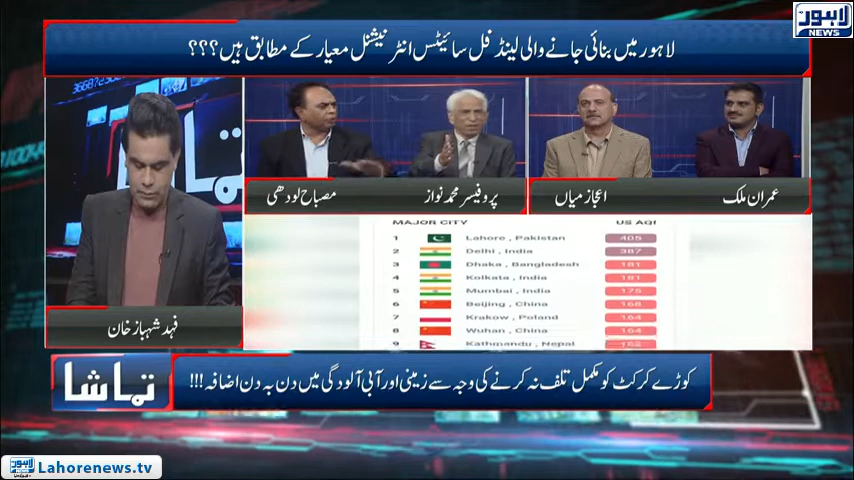 لاہور
NEWS
لاہور میں بنائی جانے والی لینڈ فل سائیٹس انٹرنیشنل معیار کے مطابق ہیں؟؟؟
تماشا
مصباح لودھی
پروفیسر محمد نواز
اعجاز میاں
عمران ملک
فہد شہباز خان
MAJOR CITY US AQI
1 Lahore , Pakistan 405
2 Delhi , India 387
3 Dhaka , Bangladesh 181
4 Kolkata , India 181
5 Mumbai , India 175
6 Beijing , China 168
7 Krakow , Poland 164
8 Wuhan , China 164
9 Kathmandu , Nepal 162
تماشا
کوڑے کرکٹ کو مکمل تلف نہ کرنے کی وجہ سے زمینی اور آبی آلودگی میں دن بہ دن اضافہ!!!
Lahorenews.tv